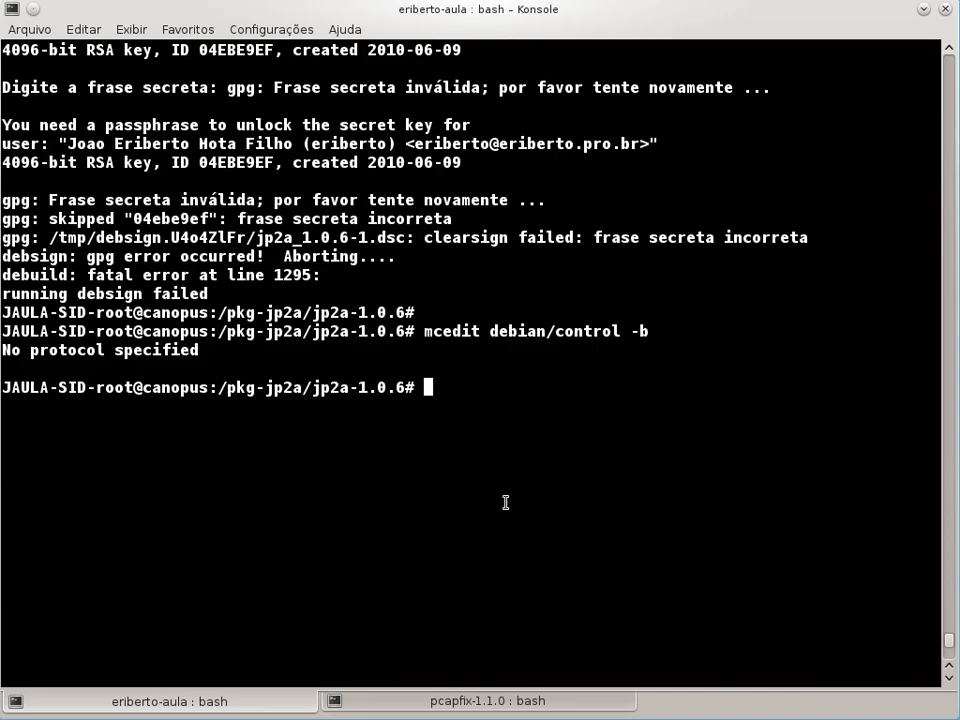 eriberto-aula : bash – Konsole
Arquivo Editar Exibir Favoritos Configurações Ajuda
4096-bit RSA key, ID 04EBE9EF, created 2010-06-09
Digite a frase secreta: gpg: Frase secreta inválida; por favor tente novamente ...
You need a passphrase to unlock the secret key for
user: "Joao Eriberto Mota Filho (eriberto) <eriberto@eriberto.pro.br>"
4096-bit RSA key, ID 04EBE9EF, created 2010-06-09
gpg: Frase secreta inválida; por favor tente novamente ...
gpg: skipped "04ebe9ef": frase secreta incorreta
gpg: /tmp/debsign.U4o4ZlFr/jp2a_1.0.6-1.dsc: clearsign failed: frase secreta incorreta
debsign: gpg error occurred!  Aborting....
debuild: fatal error at line 1295:
running debsign failed
JAULA-SID-root@canopus:/pkg-jp2a/jp2a-1.0.6#
JAULA-SID-root@canopus:/pkg-jp2a/jp2a-1.0.6# mcedit debian/control -b
No protocol specified
JAULA-SID-root@canopus:/pkg-jp2a/jp2a-1.0.6#
eriberto-aula : bash
pcapfix-1.1.0 : bash